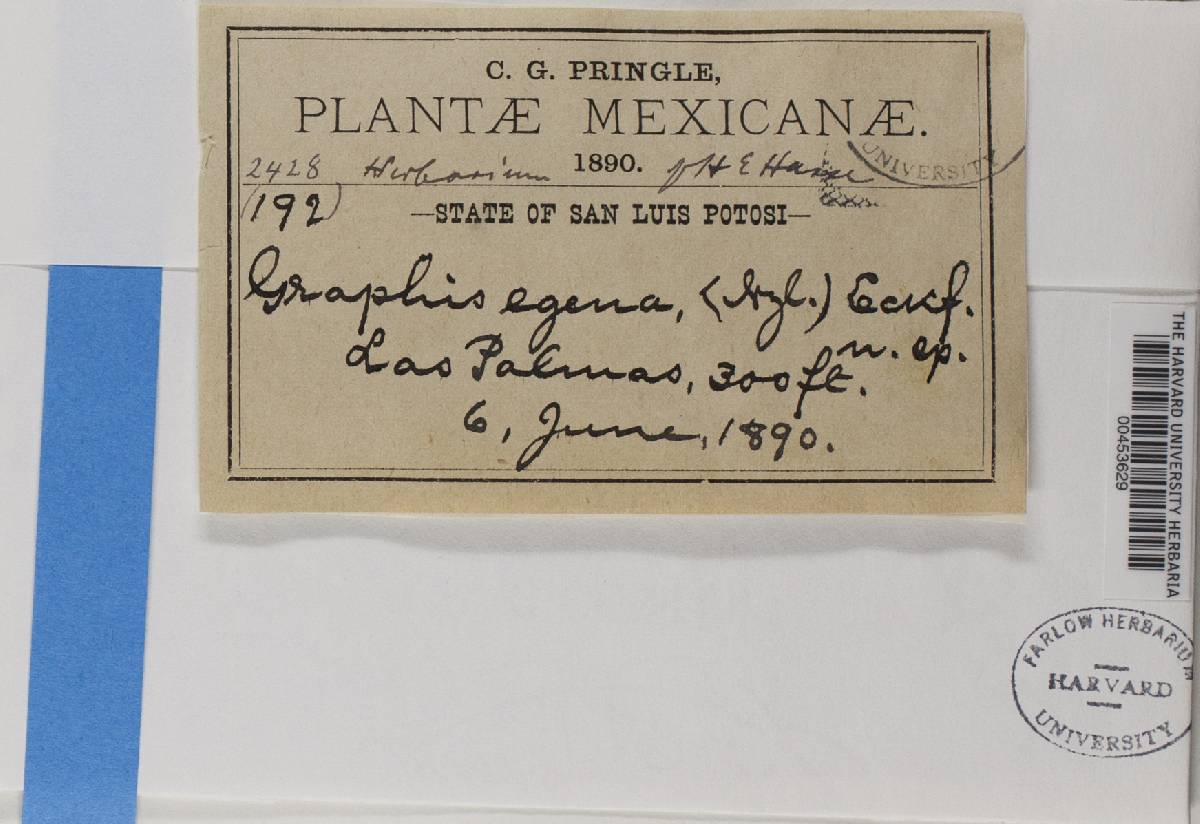 C. G. PRINGLE,
PLANTÆ MEXICANÆ.
2428 Herbarium 1890. of H E Hasse
UNIVERSITY
(192)
—STATE OF SAN LUIS POTOSI—
Graphis egena, (Nyl.) Eckf.
n. sp.
Las Palmas, 300 ft.
6, June, 1890.
THE HARVARD UNIVERSITY HERBARIA
00453629
FARLOW HERBARIUM
HARVARD
UNIVERSITY